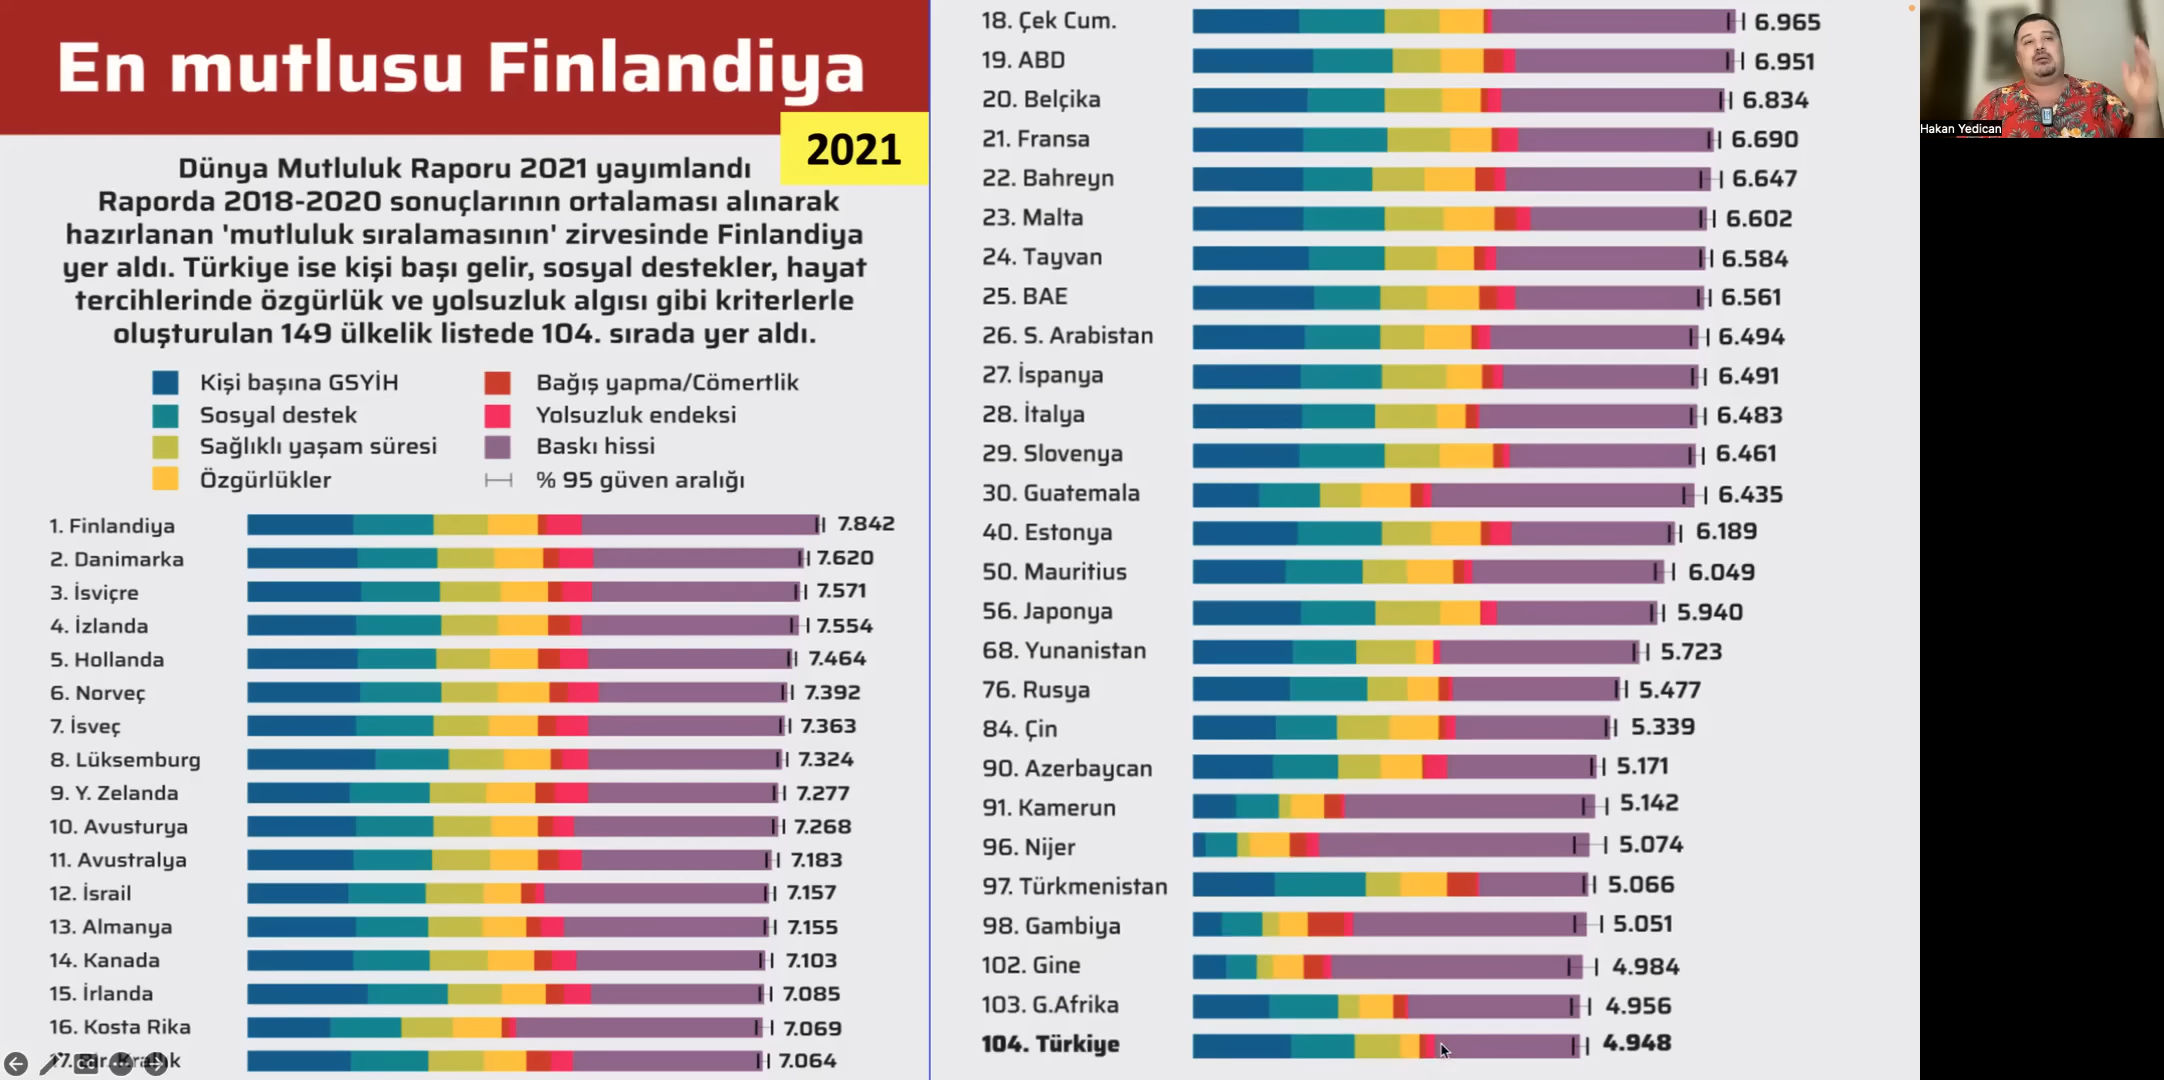 En mutlusu Finlandiya
2021
Dünya Mutluluk Raporu 2021 yayımlandı
Raporda 2018-2020 sonuçlarının ortalaması alınarak
hazırlanan 'mutluluk sıralamasının' zirvesinde Finlandiya
yer aldı. Türkiye ise kişi başı gelir, sosyal destekler, hayat
tercihlerinde özgürlük ve yolsuzluk algısı gibi kriterlerle
oluşturulan 149 ülkelik listede 104. sırada yer aldı.
Kişi başına GSYİH
Sosyal destek
Sağlıklı yaşam süresi
Özgürlükler
Bağış yapma/Cömertlik
Yolsuzluk endeksi
Baskı hissi
% 95 güven aralığı
1. Finlandiya 7.842
2. Danimarka 7.620
3. İsviçre 7.571
4. İzlanda 7.554
5. Hollanda 7.464
6. Norveç 7.392
7. İsveç 7.363
8. Lüksemburg 7.324
9. Y. Zelanda 7.277
10. Avusturya 7.268
11. Avustralya 7.183
12. İsrail 7.157
13. Almanya 7.155
14. Kanada 7.103
15. İrlanda 7.085
16. Kosta Rika 7.069
17. Bir. Krallık 7.064
18. Çek Cum. 6.965
19. ABD 6.951
20. Belçika 6.834
21. Fransa 6.690
22. Bahreyn 6.647
23. Malta 6.602
24. Tayvan 6.584
25. BAE 6.561
26. S. Arabistan 6.494
27. İspanya 6.491
28. İtalya 6.483
29. Slovenya 6.461
30. Guatemala 6.435
40. Estonya 6.189
50. Mauritius 6.049
56. Japonya 5.940
68. Yunanistan 5.723
76. Rusya 5.477
84. Çin 5.339
90. Azerbaycan 5.171
91. Kamerun 5.142
96. Nijer 5.074
97. Türkmenistan 5.066
98. Gambiya 5.051
102. Gine 4.984
103. G.Afrika 4.956
104. Türkiye 4.948
Hakan Yedican